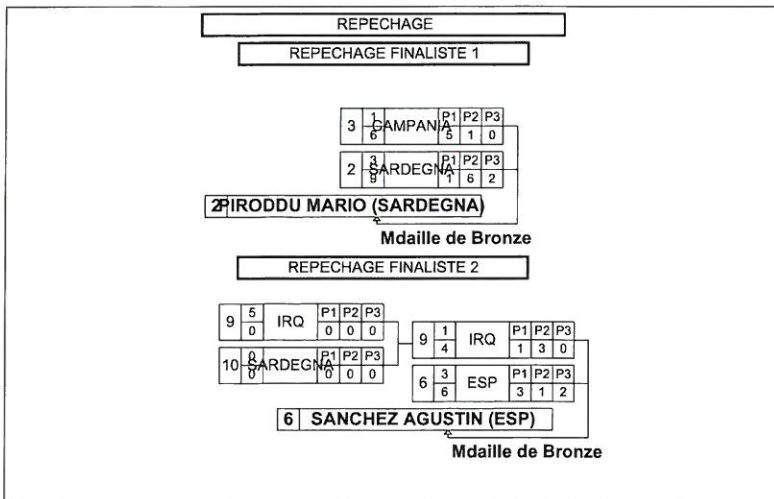 REPECHAGE
REPECHAGE FINALISTE 1
3 1 6 CAMPANIA P1 P2 P3 5 1 0
2 3 9 SARDEGNA P1 P2 P3 1 6 2
2 PIRODDU MARIO (SARDEGNA)
Mdaille de Bronze
REPECHAGE FINALISTE 2
9 5 0 IRQ P1 P2 P3 0 0 0
10 0 0 SARDEGNA P1 P2 P3 0 0 0
9 1 4 IRQ P1 P2 P3 1 3 0
6 3 6 ESP P1 P2 P3 3 1 2
6 SANCHEZ AGUSTIN (ESP)
Mdaille de Bronze